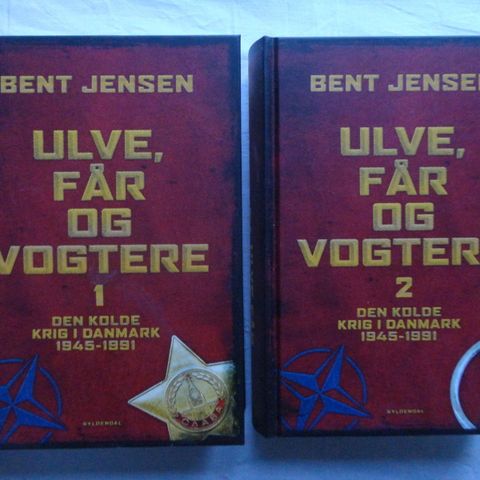 BENT JENSEN
ULVE,
FÅR
OG
VOGTERE
1
DEN KOLDE
KRIG I DANMARK
1945-1991
GYLDENDAL
BENT JENSEN
ULVE,
FÅR
OG
VOGTER
2
DEN KOLDE
KRIG I DANMARK
1945-1991
GYLDENDAL